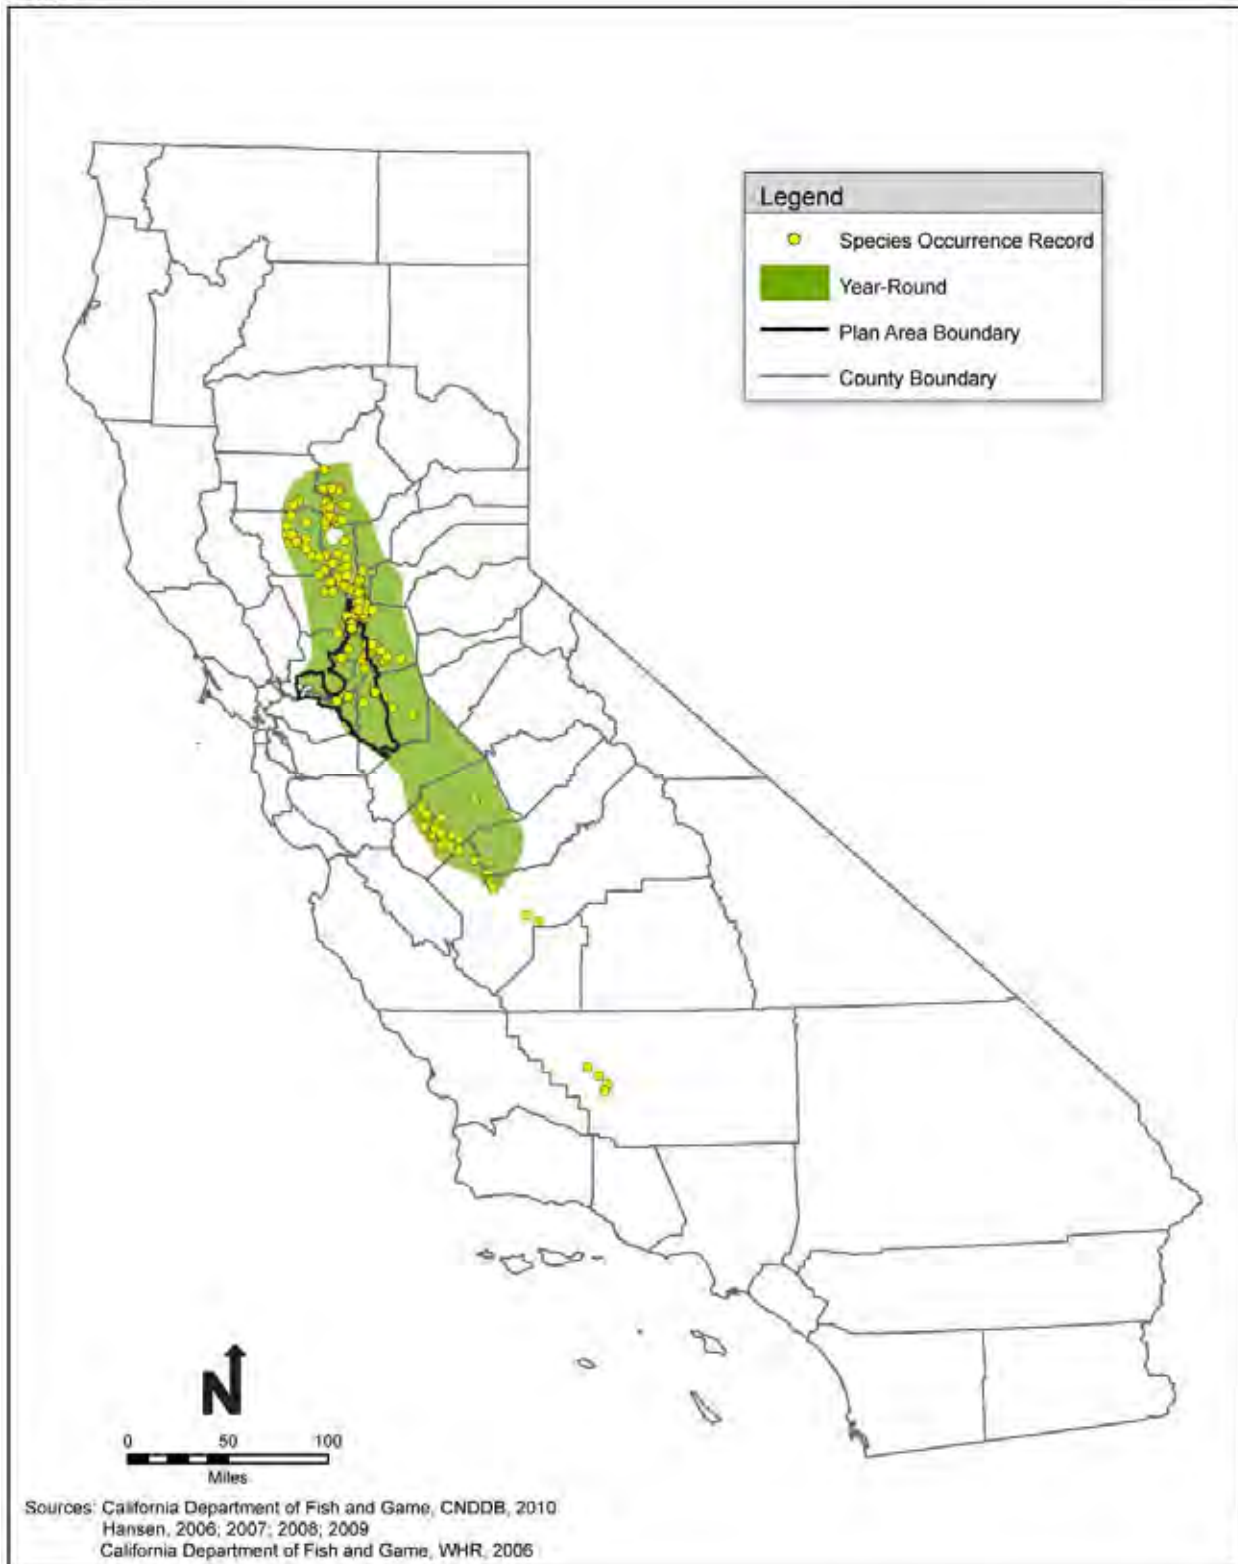 Legend
Species Occurrence Record
Year-Round
Plan Area Boundary
County Boundary
N
0 50 100
Miles
Sources: California Department of Fish and Game, CNDDB, 2010
Hansen, 2006; 2007; 2008; 2009
California Department of Fish and Game, WHR, 2006